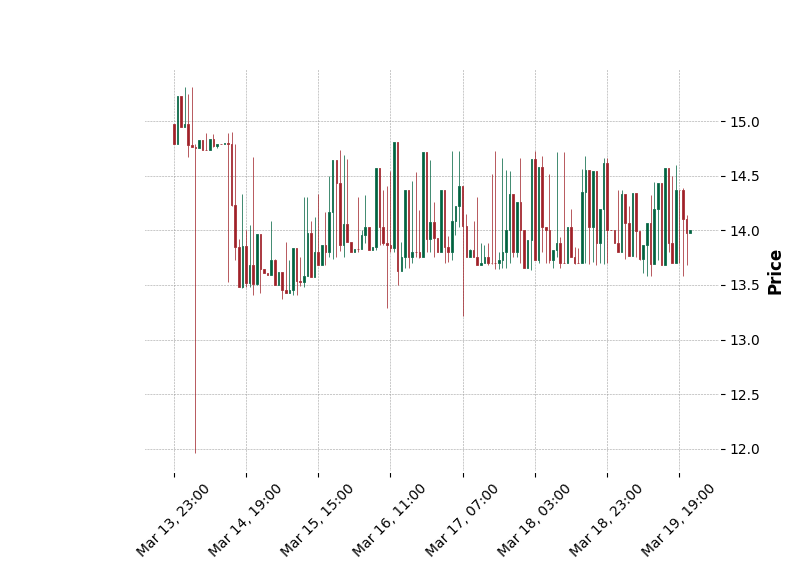 15.0
14.5
14.0
13.5
13.0
12.5
12.0
Price
Mar 13, 23:00
Mar 14, 19:00
Mar 15, 15:00
Mar 16, 11:00
Mar 17, 07:00
Mar 18, 03:00
Mar 18, 23:00
Mar 19, 19:00